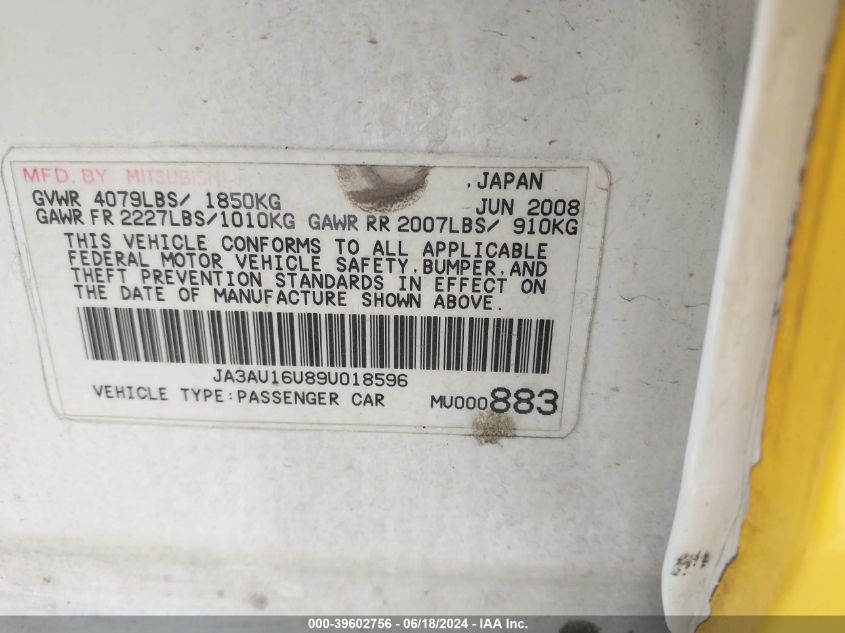 MFD. BY MITSUBISHI
.JAPAN
GVWR 4079LBS/ 1850KG JUN 2008
GAWR FR 2227LBS/1010KG GAWR RR 2007LBS/ 910KG
THIS VEHICLE CONFORMS TO ALL APPLICABLE
FEDERAL MOTOR VEHICLE SAFETY,BUMPER,AND
THEFT PREVENTION STANDARDS IN EFFECT ON
THE DATE OF MANUFACTURE SHOWN ABOVE.
JA3AU16U89U018596
VEHICLE TYPE:PASSENGER CAR MU000883
000-39602756 - 06/18/2024 - IAA Inc.